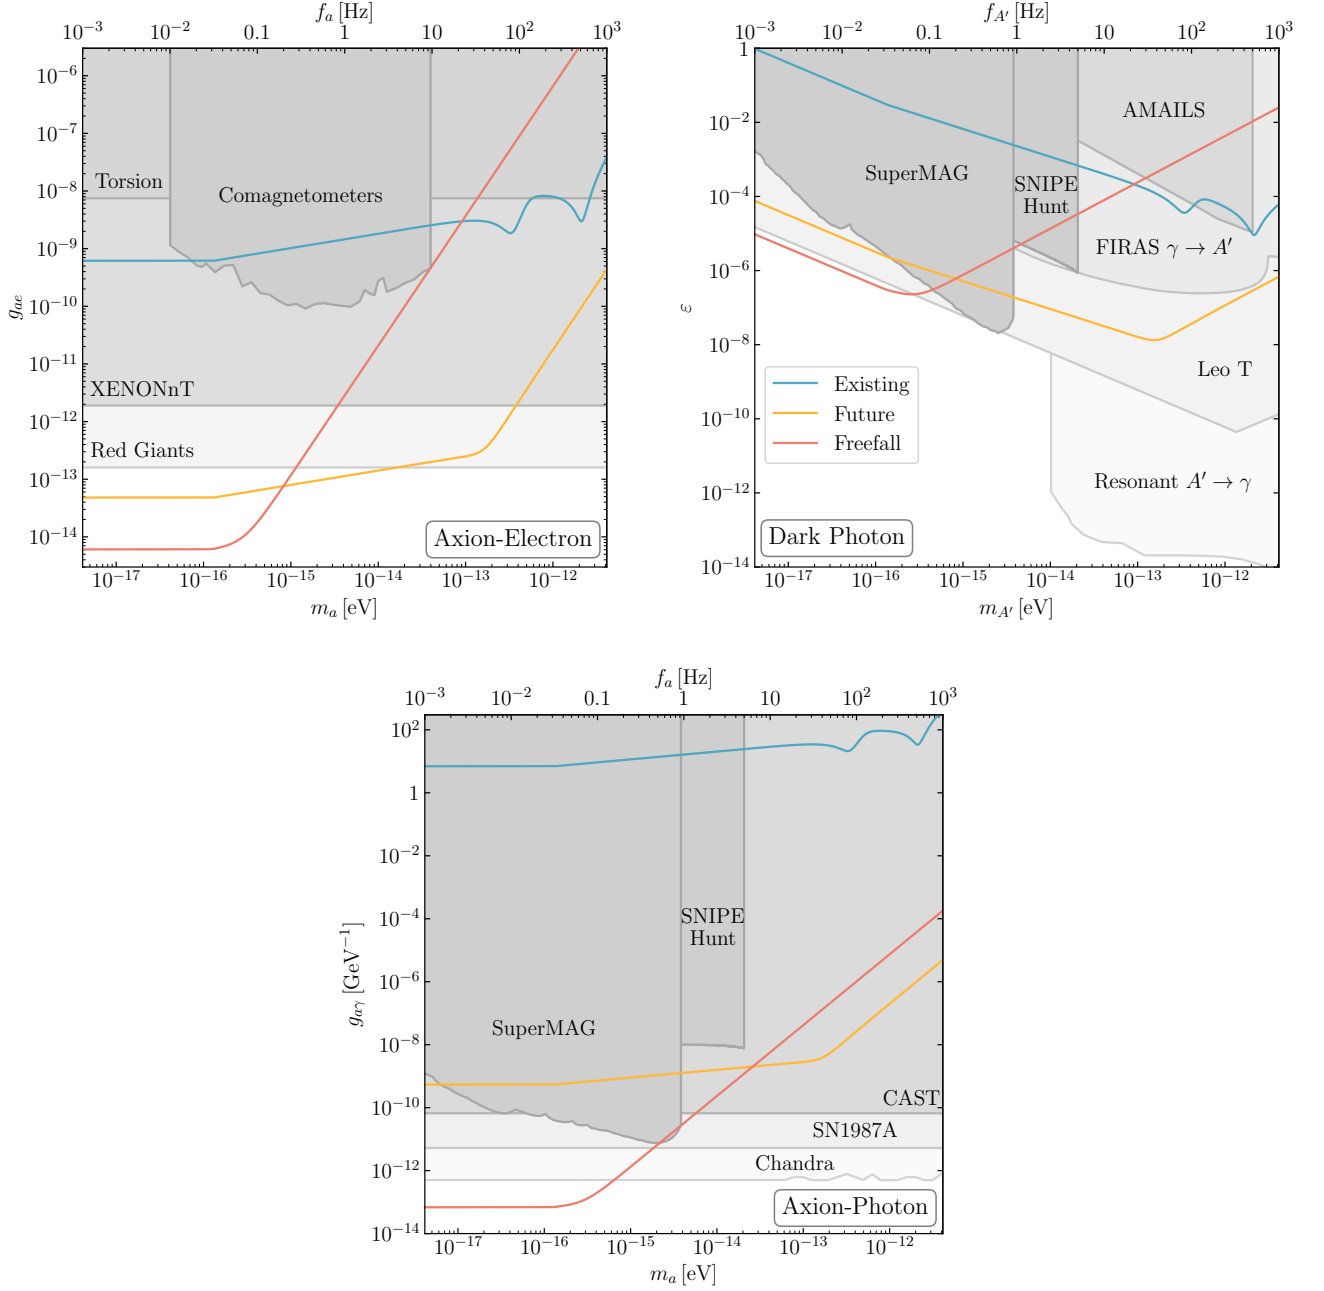 f_a [Hz]
10^{-3} 10^{-2} 0.1 1 10 10^2 10^3
g_{ae}
10^{-6}
10^{-7}
10^{-8}
10^{-9}
10^{-10}
10^{-11}
10^{-12}
10^{-13}
10^{-14}
Torsion
Comagnetometers
XENONnT
Red Giants
Axion-Electron
10^{-17} 10^{-16} 10^{-15} 10^{-14} 10^{-13} 10^{-12}
m_a [eV]
f_{A′} [Hz]
10^{-3} 10^{-2} 0.1 1 10 10^2 10^3
ε
1
10^{-2}
10^{-4}
10^{-6}
10^{-8}
10^{-10}
10^{-12}
10^{-14}
AMAILS
SuperMAG
SNIPE
Hunt
FIRAS γ → A′
Leo T
Existing
Future
Freefall
Resonant A′ → γ
Dark Photon
10^{-17} 10^{-16} 10^{-15} 10^{-14} 10^{-13} 10^{-12}
m_{A′} [eV]
f_a [Hz]
10^{-3} 10^{-2} 0.1 1 10 10^2 10^3
g_{aγ} [GeV^{-1}]
10^2
1
10^{-2}
10^{-4}
10^{-6}
10^{-8}
10^{-10}
10^{-12}
10^{-14}
SNIPE
Hunt
SuperMAG
CAST
SN1987A
Chandra
Axion-Photon
10^{-17} 10^{-16} 10^{-15} 10^{-14} 10^{-13} 10^{-12}
m_a [eV]